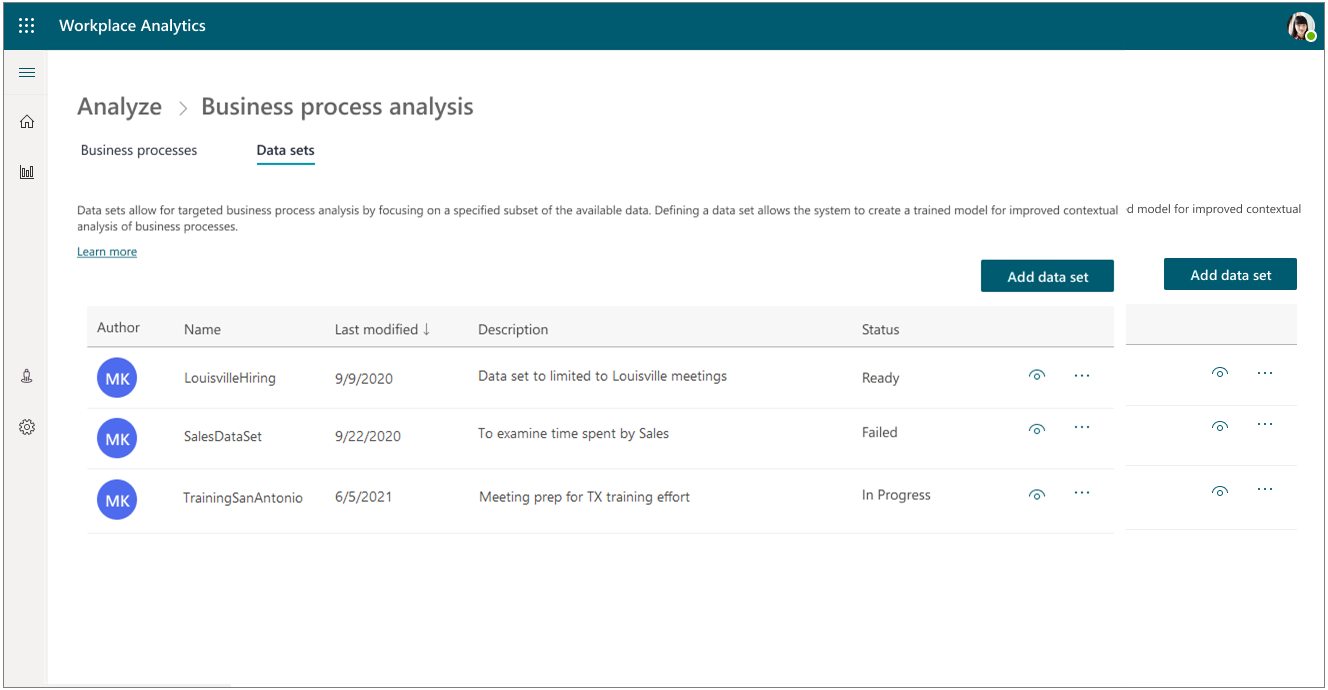 Workplace Analytics
Analyze > Business process analysis
Business processes Data sets
Data sets allow for targeted business process analysis by focusing on a specified subset of the available data. Defining a data set allows the system to create a trained model for improved contextual d model for improved contextual
analysis of business processes.
Learn more
Add data set Add data set
Author Name Last modified ↓ Description Status
MK LouisvilleHiring 9/9/2020 Data set to limited to Louisville meetings Ready ...  ...
MK SalesDataSet 9/22/2020 To examine time spent by Sales Failed ... ...
MK TrainingSanAntonio 6/5/2021 Meeting prep for TX training effort In Progress ... ...